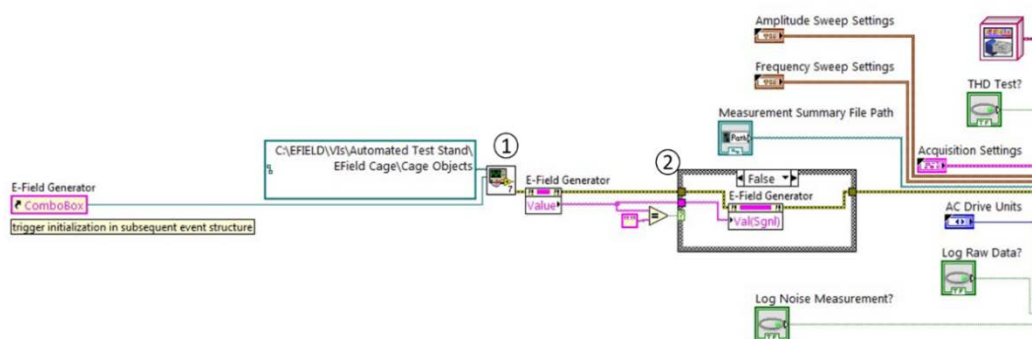 Amplitude Sweep Settings
Frequency Sweep Settings
THD Test?
Measurement Summary File Path
Path
C:\EFIELD\VIs\Automated Test Stand\
EField Cage\Cage Objects
1
2
Acquisition Settings
E-Field Generator
ComboBox
trigger initialization in subsequent event structure
?
E-Field Generator
Value
False
E-Field Generator
Val(Sgnl)
=
?
AC Drive Units
Log Raw Data?
TF
Log Noise Measurement?
TF